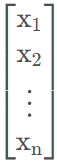 x₁
x₂
⋮
xₙ